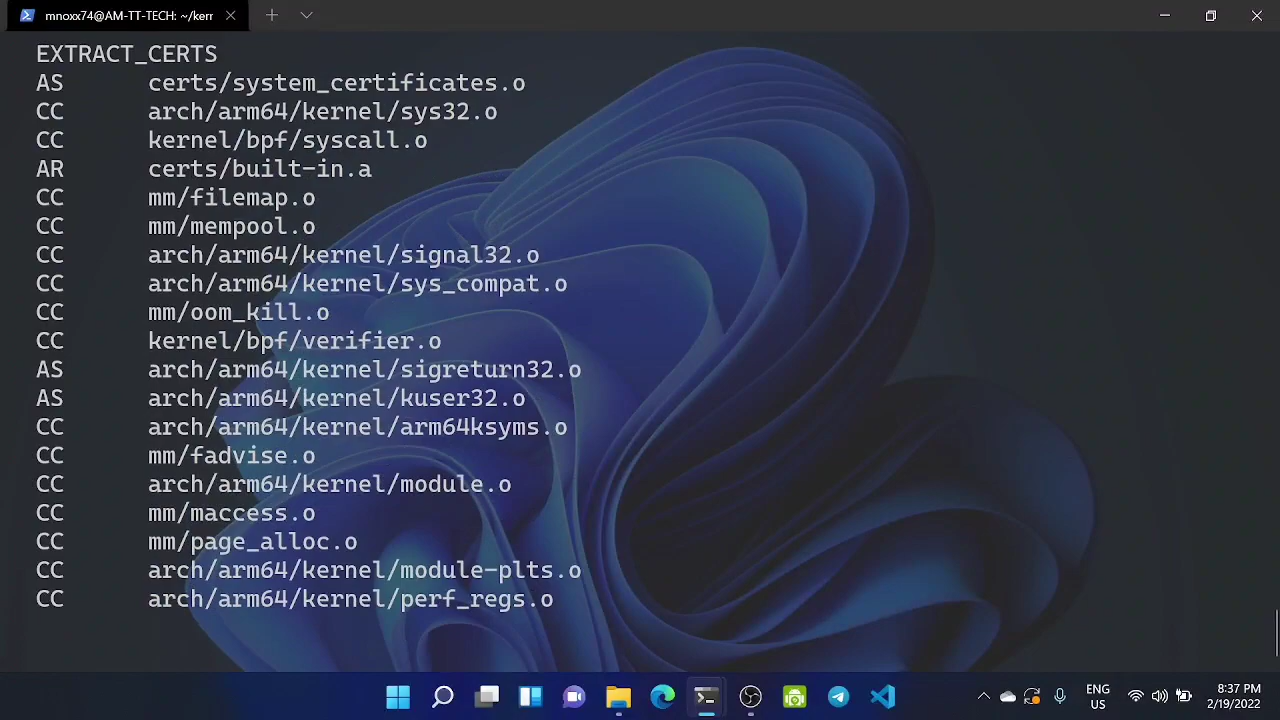 mnoxx74@AM-TT-TECH: ~/kerr
EXTRACT_CERTS
AS certs/system_certificates.o
CC arch/arm64/kernel/sys32.o
CC kernel/bpf/syscall.o
AR certs/built-in.a
CC mm/filemap.o
CC mm/mempool.o
CC arch/arm64/kernel/signal32.o
CC arch/arm64/kernel/sys_compat.o
CC mm/oom_kill.o
CC kernel/bpf/verifier.o
AS arch/arm64/kernel/sigreturn32.o
AS arch/arm64/kernel/kuser32.o
CC arch/arm64/kernel/arm64ksyms.o
CC mm/fadvise.o
CC arch/arm64/kernel/module.o
CC mm/maccess.o
CC mm/page_alloc.o
CC arch/arm64/kernel/module-plts.o
CC arch/arm64/kernel/perf_regs.o
ENG
US
8:37 PM
2/19/2022